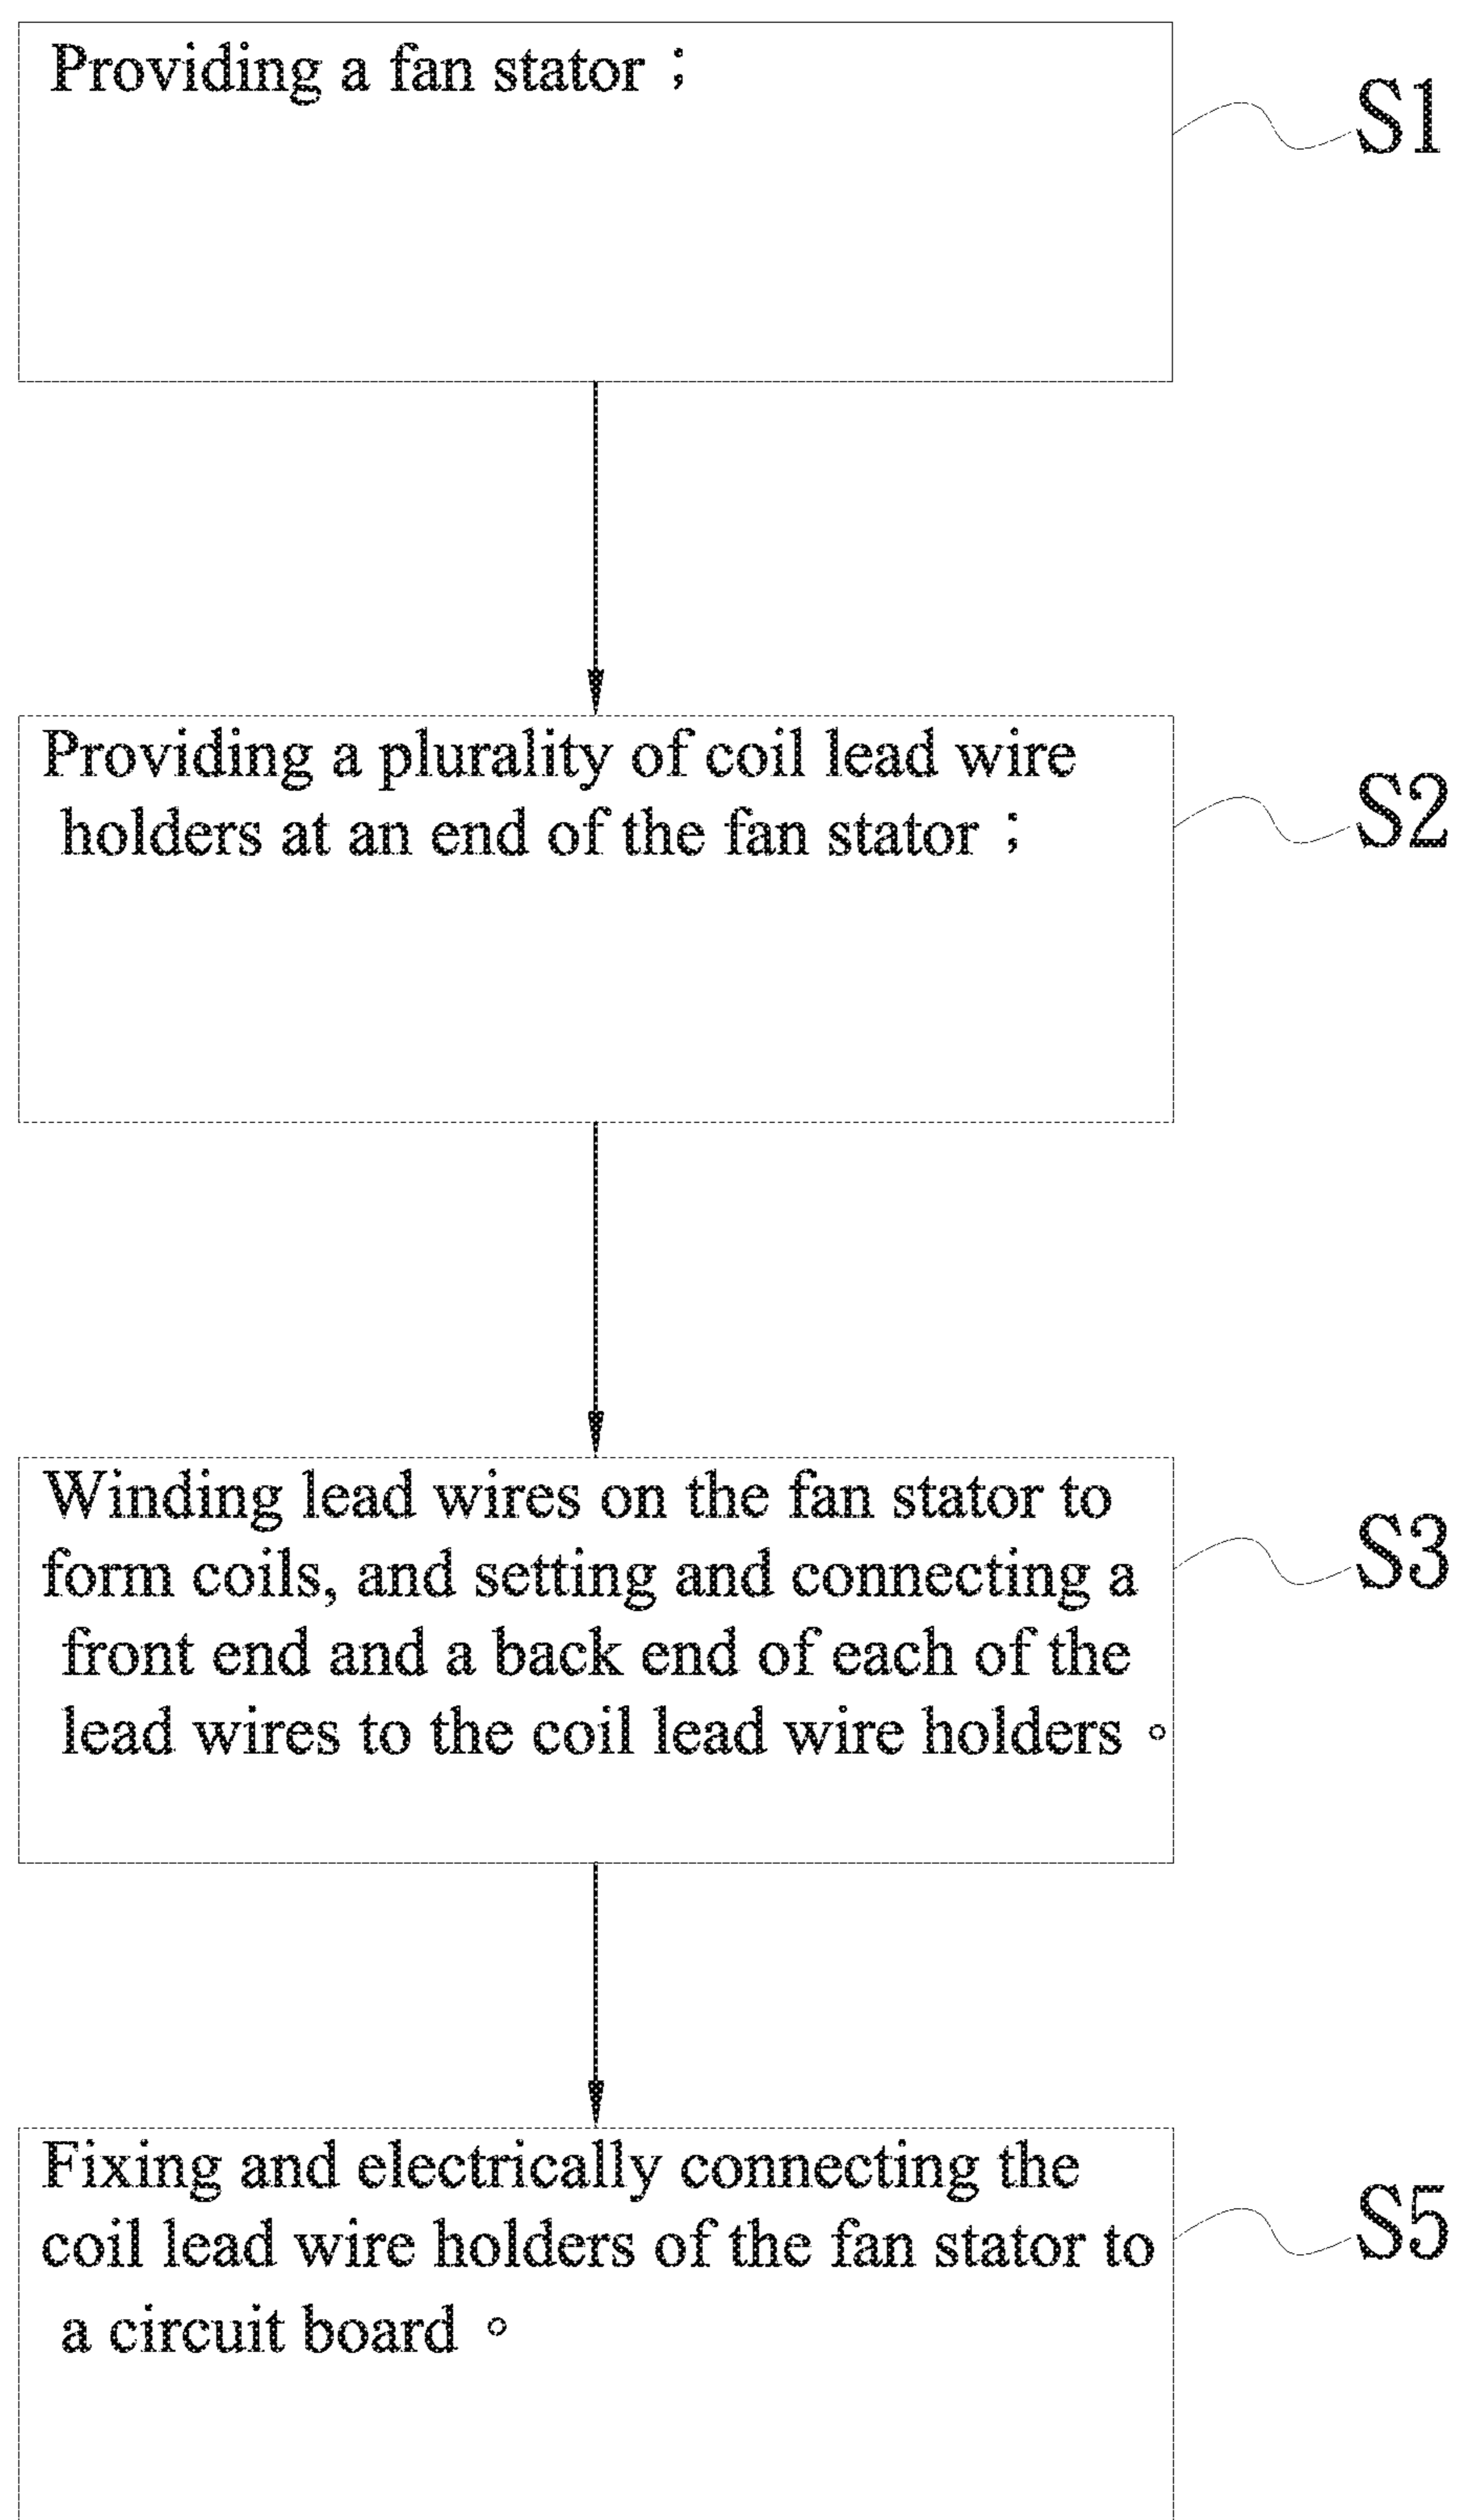 Providing a fan stator；
S1
Providing a plurality of coil lead wire
holders at an end of the fan stator；
S2
Winding lead wires on the fan stator to
form coils, and setting and connecting a
front end and a back end of each of the
lead wires to the coil lead wire holders。
S3
Fixing and electrically connecting the
coil lead wire holders of the fan stator to
a circuit board。
S5